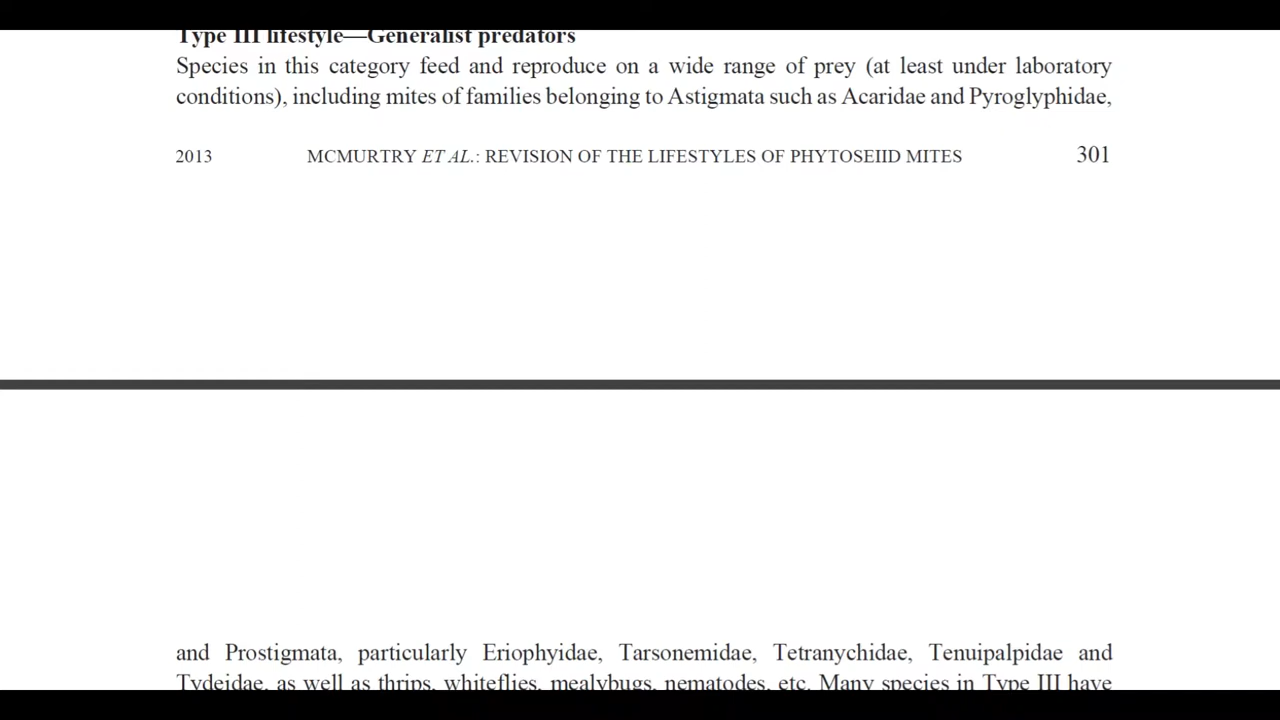 Type III lifestyle—Generalist predators
Species in this category feed and reproduce on a wide range of prey (at least under laboratory
conditions), including mites of families belonging to Astigmata such as Acaridae and Pyroglyphidae,
2013 MCMURTRY ET AL.: REVISION OF THE LIFESTYLES OF PHYTOSEIID MITES 301
and Prostigmata, particularly Eriophyidae, Tarsonemidae, Tetranychidae, Tenuipalpidae and
Tydeidae, as well as thrips, whiteflies, mealybugs, nematodes, etc. Many species in Type III have